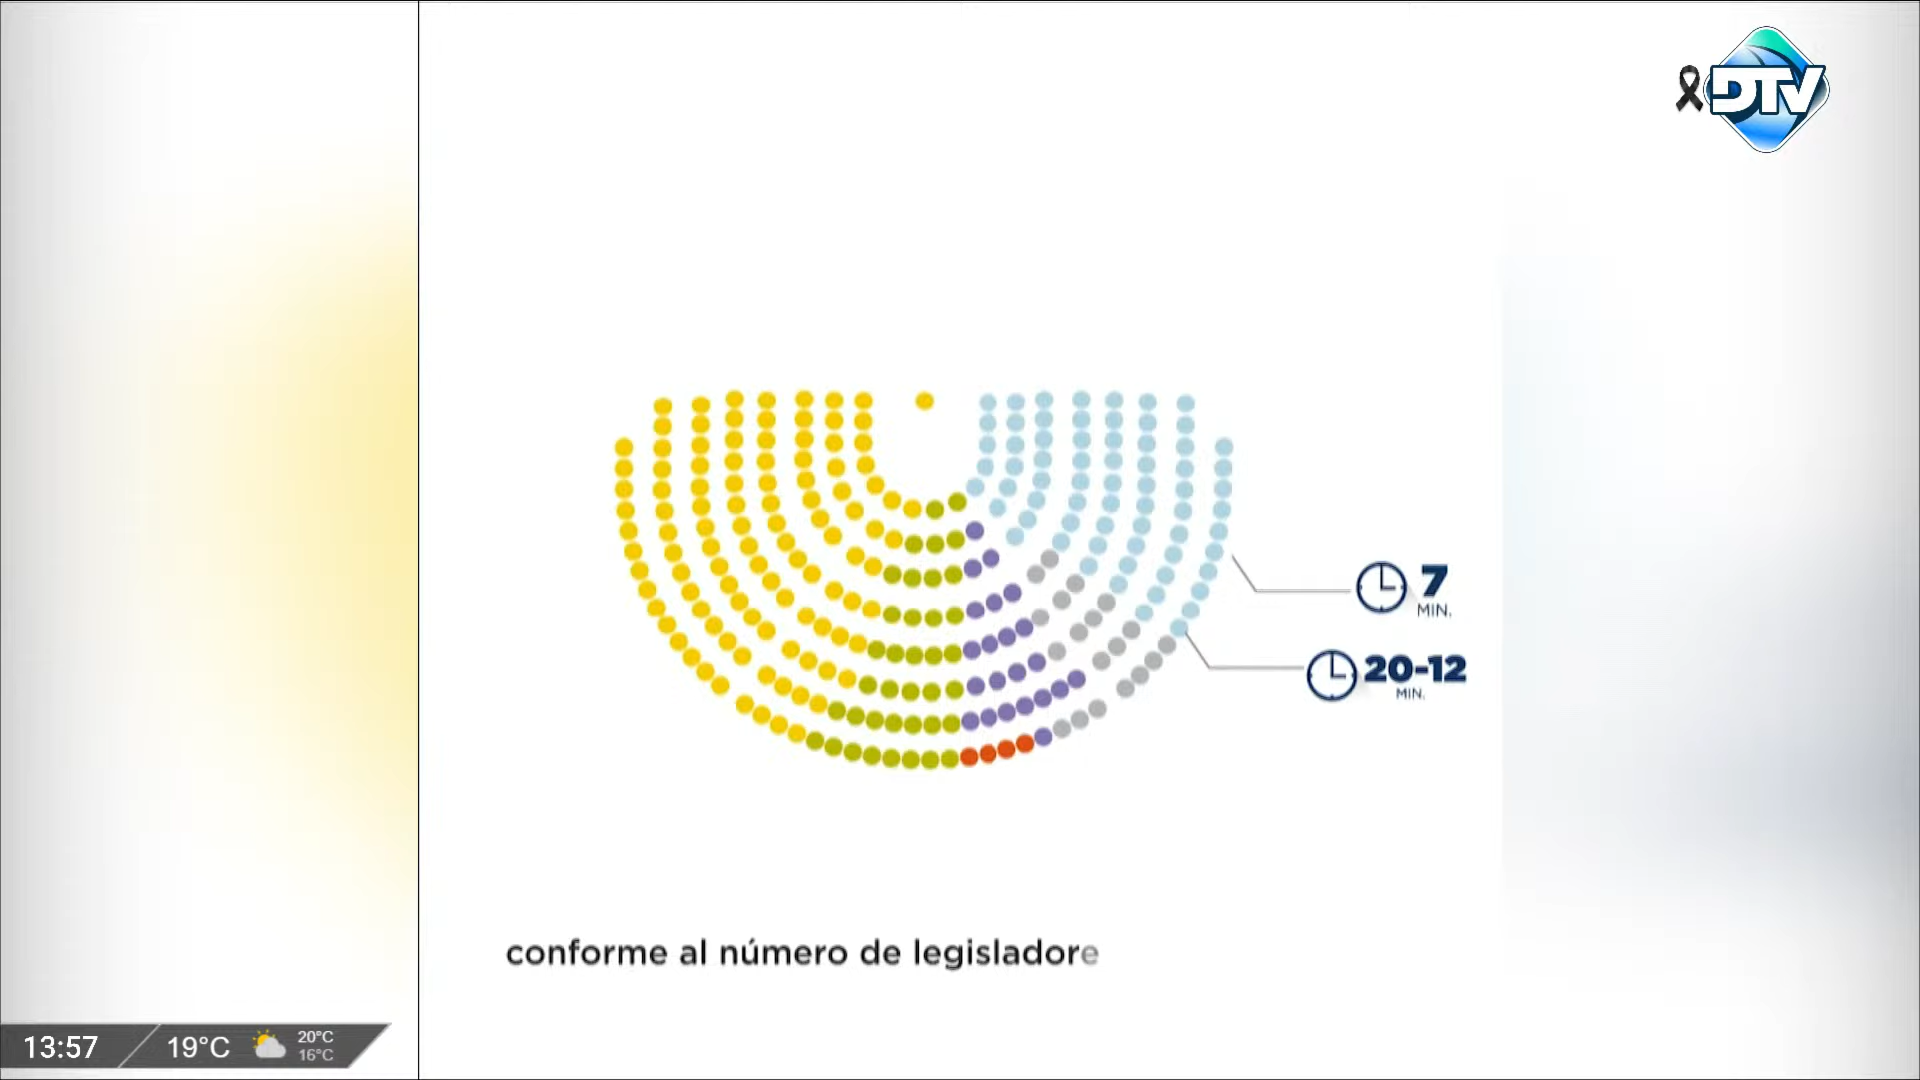 DTV
7
MIN.
20-12
MIN.
conforme al número de legisladore
13:57
19°C
20°C
16°C